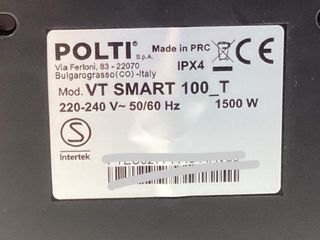 POLTI S.p.A. Made in PRC
Via Ferloni, 83 - 22070
Bulgarograsso(CO) -Italy
IPX4 CE
Mod. VT SMART 100_T
220-240 V~ 50/60 Hz 1500 W
S
Intertek